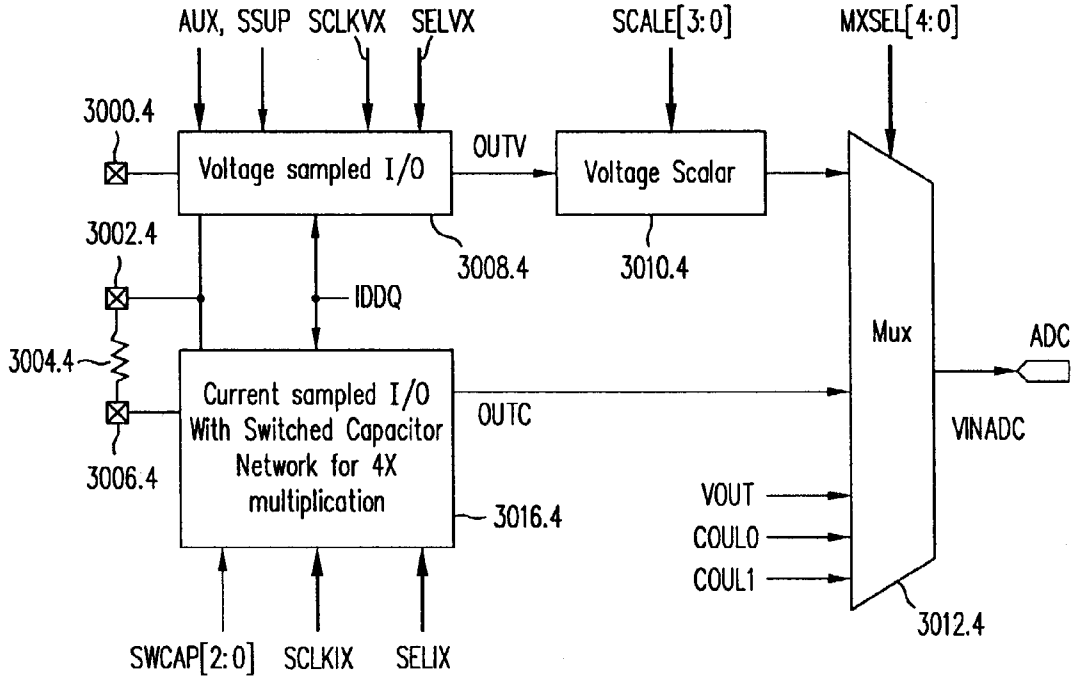 AUX, SSUP SCLKVX SELVX SCALE[3:0] MXSEL[4:0]
3000.4
Voltage sampled I/O
OUTV
Voltage Scalar
3002.4
3008.4
3010.4
IDDQ
Mux
ADC
3004.4
Current sampled I/O
With Switched Capacitor
Network for 4X
multiplication
OUTC
VINADC
3006.4
3016.4
VOUT
COUL0
COUL1
3012.4
SWCAP[2:0] SCLKIX SELIX